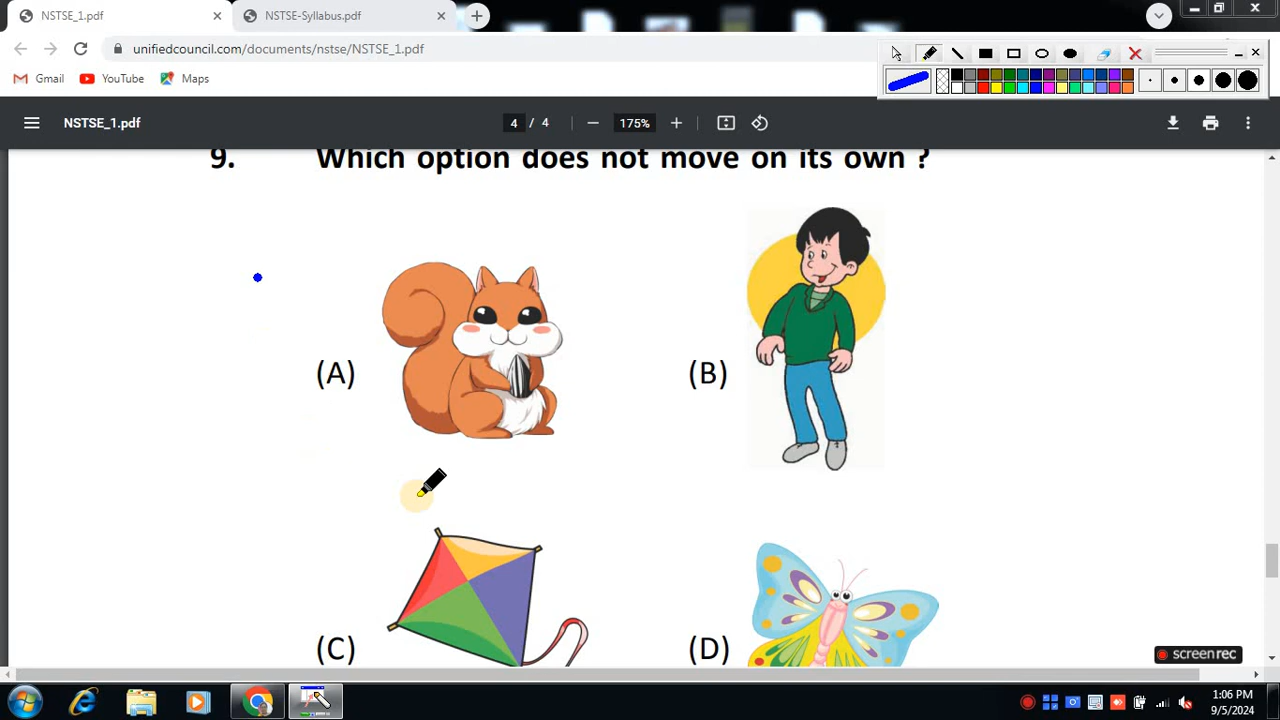 NSTSE_1.pdf
NSTSE-Syllabus.pdf
unifiedcouncil.com/documents/nstse/NSTSE_1.pdf
Gmail
YouTube
Maps
NSTSE_1.pdf
4 / 4
175%
9. Which option does not move on its own ?
(A)
(B)
(C)
(D)
screenrec
1:06 PM
9/5/2024